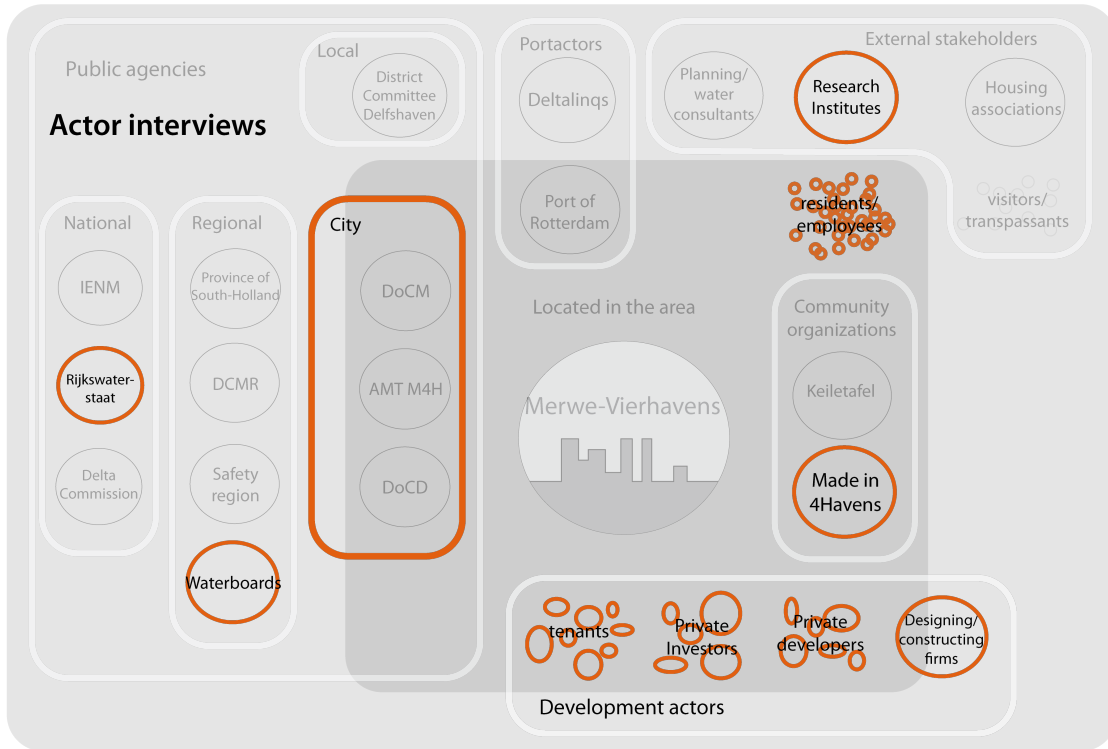 Public agencies
Actor interviews
Local
District
Committee
Delfshaven
Portactors
Deltalinqs
Port of
Rotterdam
External stakeholders
Planning/
water
consultants
Research
Institutes
Housing
associations
residents/
employees
visitors/
transpassants
National
IENM
Rijkswater-
staat
Delta
Commission
Regional
Province of
South-Holland
DCMR
Safety
region
Waterboards
City
DoCM
AMT M4H
DoCD
Located in the area
Merwe-Vierhavens
Community
organizations
Keiletafel
Made in
4Havens
tenants
Private
Investors
Private
developers
Designing/
constructing
firms
Development actors